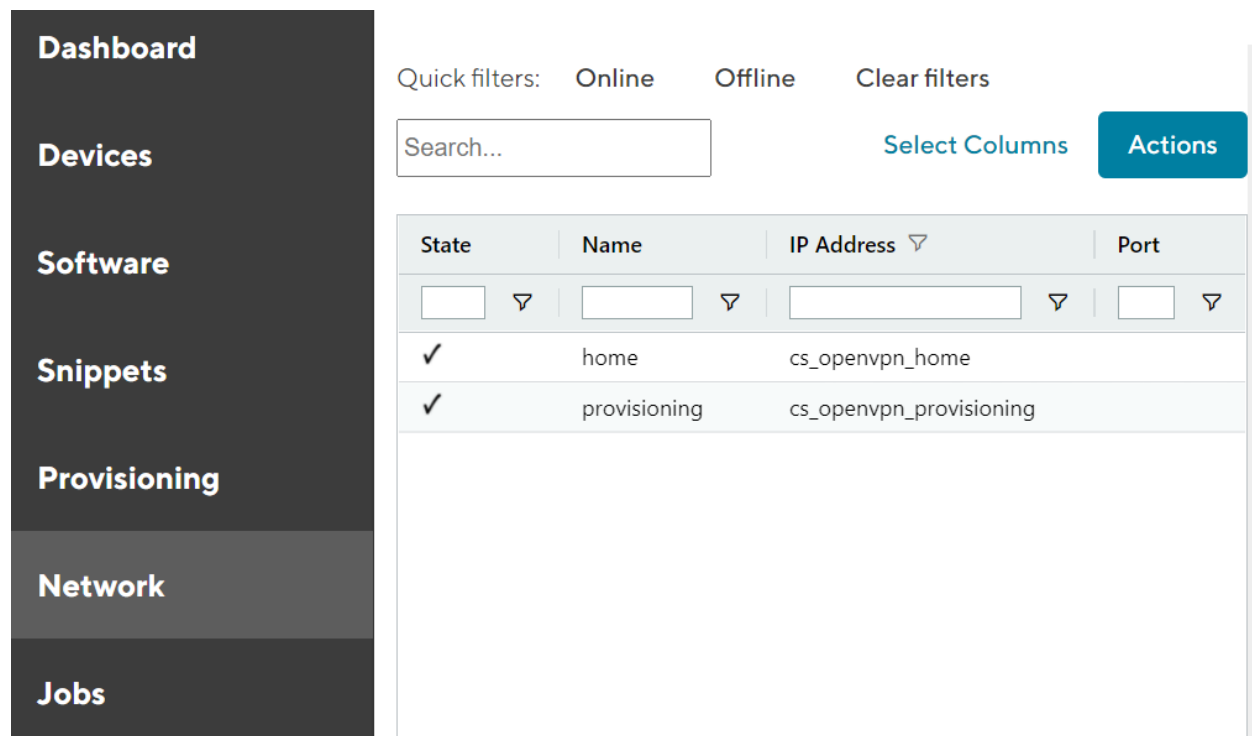 Dashboard
Devices
Software
Snippets
Provisioning
Network
Jobs
Quick filters: Online Offline Clear filters
Search... Select Columns Actions
State Name IP Address Port
home cs_openvpn_home
provisioning cs_openvpn_provisioning